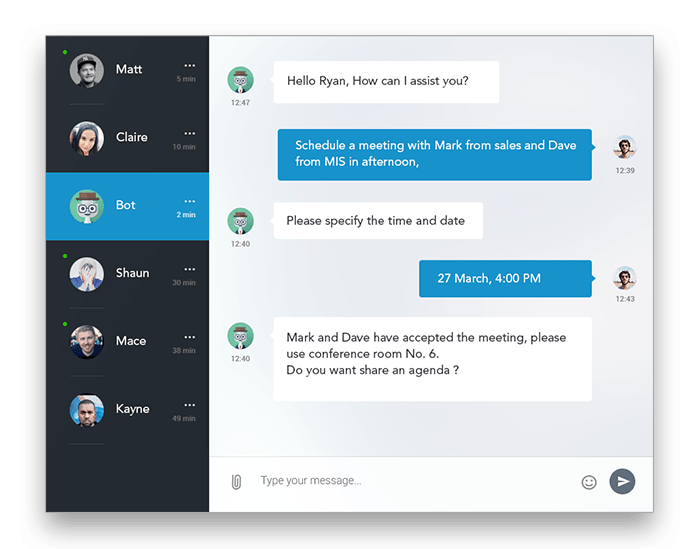 Matt
5 min
Claire
10 min
Bot
2 min
Shaun
30 min
Mace
38 min
Kayne
49 min
Hello Ryan, How can I assist you?
12:47
Schedule a meeting with Mark from sales and Dave
from MIS in afternoon,
12:39
Please specify the time and date
12:40
27 March, 4:00 PM
12:43
Mark and Dave have accepted the meeting, please
use conference room No. 6.
Do you want share an agenda ?
12:40
Type your message...